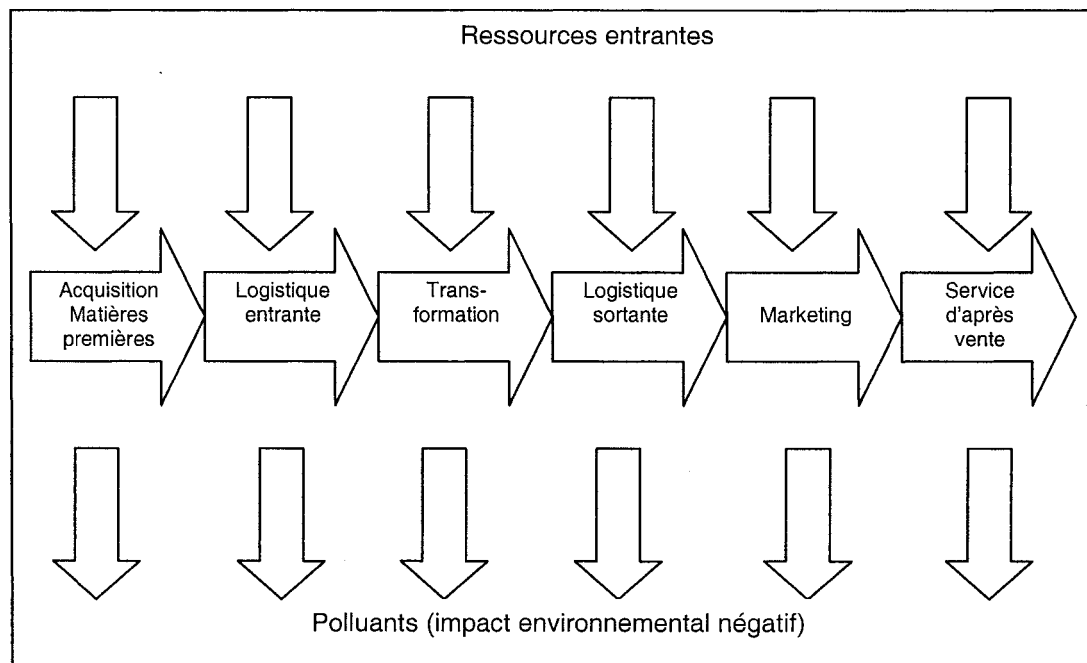 Ressources entrantes
Acquisition
Matières
premières
Logistique
entrante
Trans-
formation
Logistique
sortante
Marketing
Service
d'après
vente
Polluants (impact environnemental négatif)